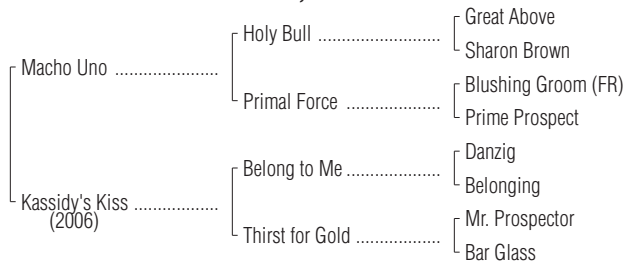 Great Above
Holy Bull ..........................
Sharon Brown
Macho Uno ......................
Blushing Groom (FR)
Primal Force ....................
Prime Prospect
Danzig
Belong to Me ....................
Belonging
Kassidy's Kiss ..................
(2006)
Mr. Prospector
Thirst for Gold ..................
Bar Glass